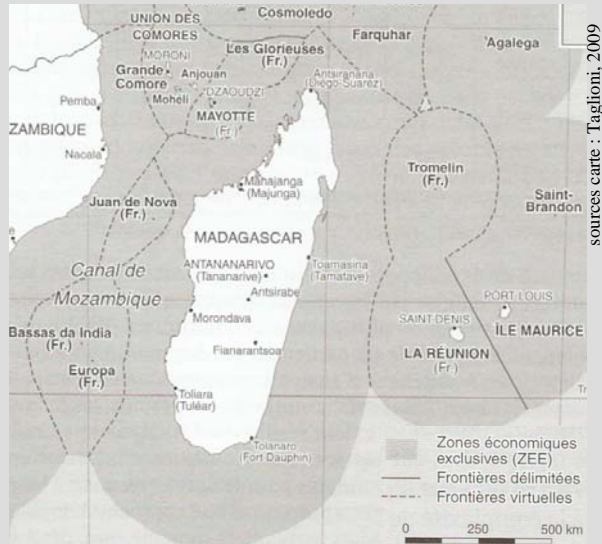 UNION DES
COMORES
Cosmoledo
Farquhar
'Agalega
Les Glorieuses
(Fr.)
MORONI
Grande
Comore
Anjouan
Mohéli
DZAOUDZI
MAYOTTE
(Fr.)
Antsiranana
(Diégo-Suarez)
Pemba
ZAMBIQUE
Nacala
Juan de Nova
(Fr.)
Mahajanga
(Majunga)
Tromelin
(Fr.)
Saint-
Brandon
MADAGASCAR
ANTANANARIVO
(Tananarive)
Toamasina
(Tamatave)
Canal de
Mozambique
Antsirabe
Morondava
PORT LOUIS
SAINT-DENIS
ÎLE MAURICE
Bassas da India
(Fr.)
Fianarantsoa
LA RÉUNION
(Fr.)
Europa
(Fr.)
Toliara
(Tuléar)
Tr
Tolanaro
(Fort Dauphin)
Zones économiques
exclusives (ZEE)
Frontières délimitées
Frontières virtuelles
0 250 500 km
sources carte : Taglioni, 2009